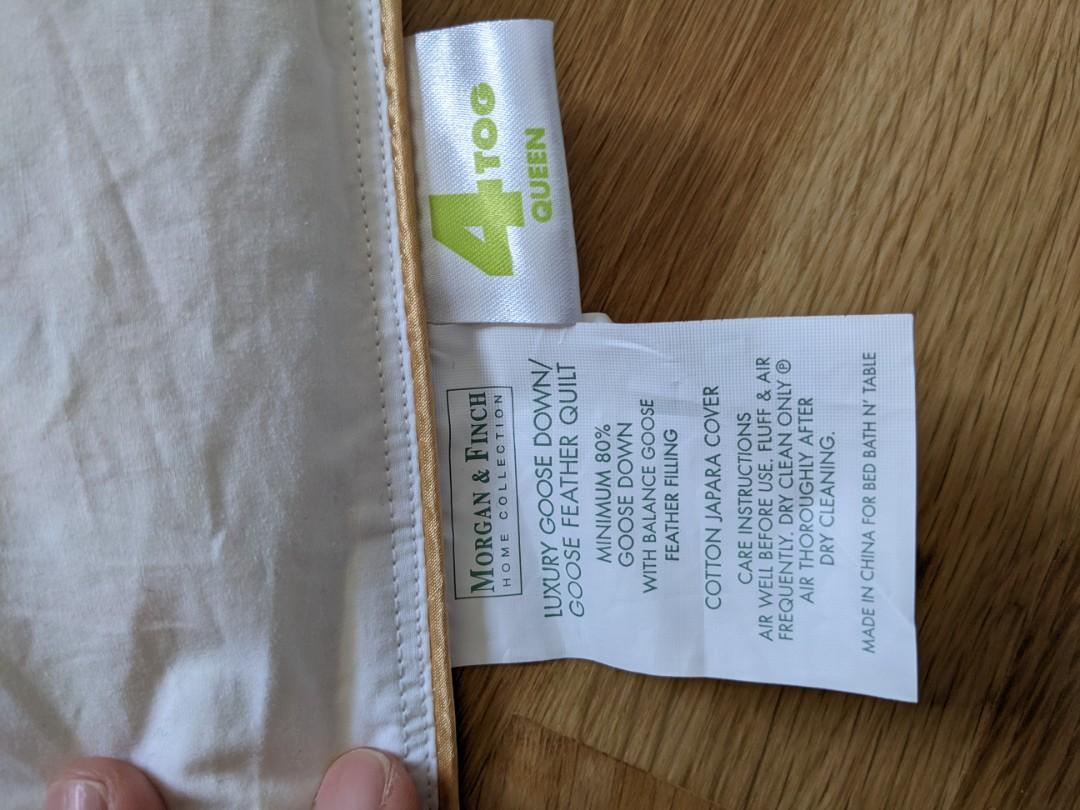 4 TOG
QUEEN
MORGAN & FINCH
HOME COLLECTION
LUXURY GOOSE DOWN/
GOOSE FEATHER QUILT
MINIMUM 80%
GOOSE DOWN
WITH BALANCE GOOSE
FEATHER FILLING
COTTON JAPARA COVER
CARE INSTRUCTIONS
AIR WELL BEFORE USE. FLUFF & AIR
FREQUENTLY. DRY CLEAN ONLY Ⓟ
AIR THOROUGHLY AFTER
DRY CLEANING.
MADE IN CHINA FOR BED BATH N' TABLE